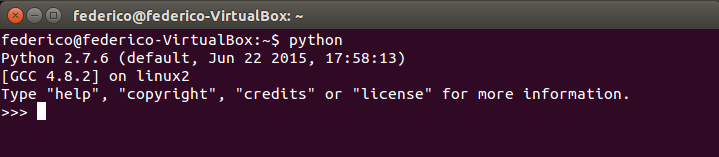 federico@federico-VirtualBox: ~
federico@federico-VirtualBox:~$ python
Python 2.7.6 (default, Jun 22 2015, 17:58:13)
[GCC 4.8.2] on linux2
Type "help", "copyright", "credits" or "license" for more information.
>>>